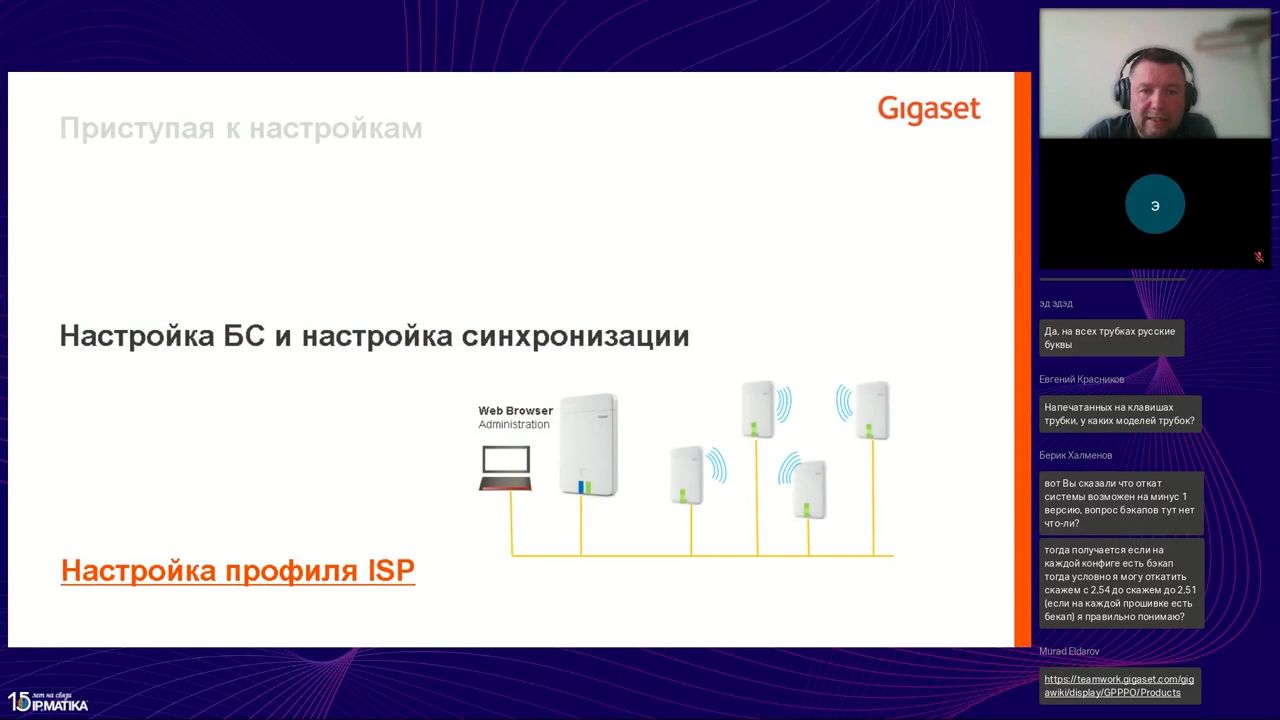 Приступая к настройкам
Gigaset
Настройка БС и настройка синхронизации
Web Browser
Administration
Настройка профиля ISP
15 лет на связи
IPMATIKA
э
эд эдэд
Да, на всех трубках русские
буквы
Евгений Красников
Напечатанных на клавишах
трубки, у каких моделей трубок?
Берик Халменов
вот Вы сказали что откат
системы возможен на минус 1
версию, вопрос бэкапов тут нет
что-ли?
тогда получается если на
каждой конфиге есть бэкап
тогда условно я могу откатить
скажем с 2,54 до скажем до 2.51
(если на каждой прошивке есть
бекап) я правильно понимаю?
Murad Eldarov
https://teamwork.gigaset.com/gig
awiki/display/GPPPO/Products